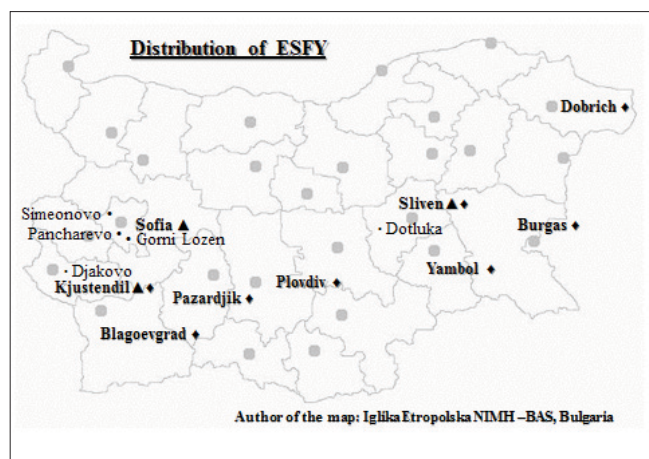 Distribution of ESFY
Dobrich ♦
Sliven ▲♦
Simeonovo •
Sofia ▲
Burgas ♦
Pancharevo •
• Gorni Lozen
· Dotluka
· Djakovo
Yambol ♦
Kjustendil ▲♦
Plovdiv ♦
Pazardjik ♦
Blagoevgrad ♦
Author of the map: Iglika Etropolska NIMH –BAS, Bulgaria